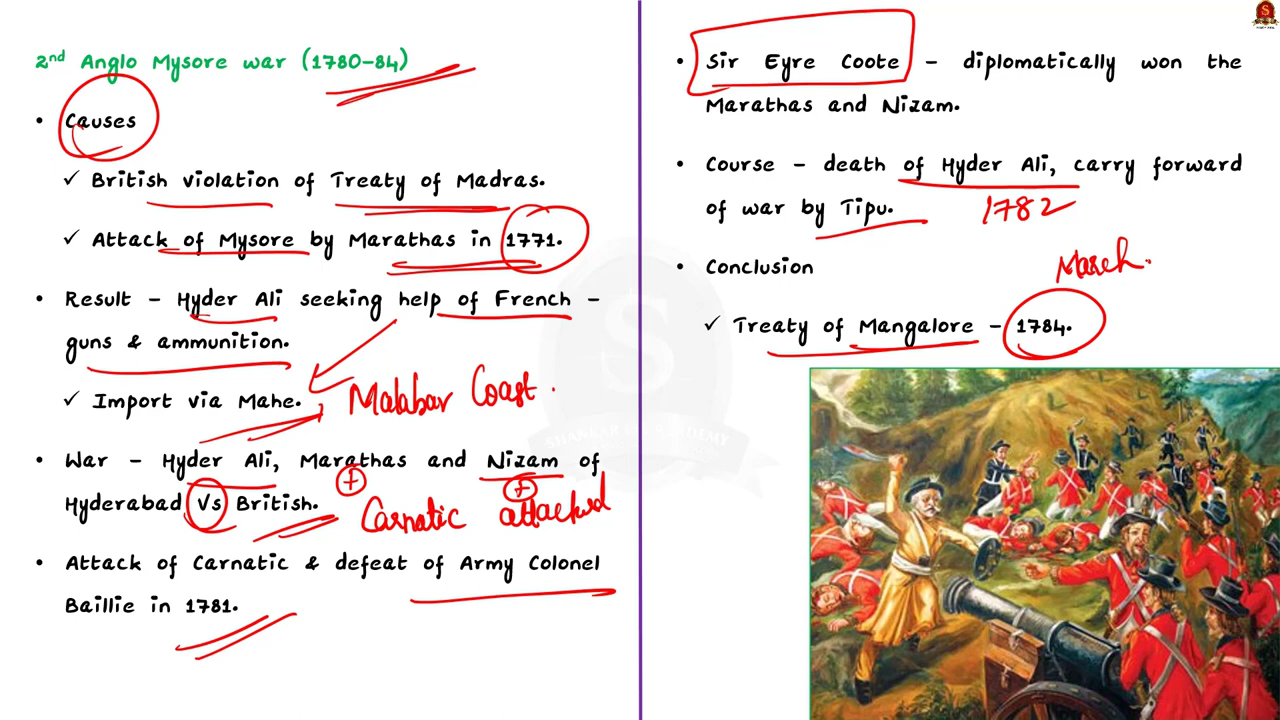 2nd Anglo Mysore war (1780-84)
• Causes
✓ British violation of Treaty of Madras.
✓ Attack of Mysore by Marathas in 1771.
• Result - Hyder Ali seeking help of French -
guns & ammunition.
✓ Import via Mahe.
Malabar Coast.
• War - Hyder Ali, Marathas and Nizam of
Hyderabad Vs British.
Carnatic attacked
• Attack of Carnatic & defeat of Army Colonel
Baillie in 1781.
• Sir Eyre Coote - diplomatically won the
Marathas and Nizam.
• Course - death of Hyder Ali, carry forward
of war by Tipu.
1782
• Conclusion
March.
✓ Treaty of Mangalore - 1784.
S